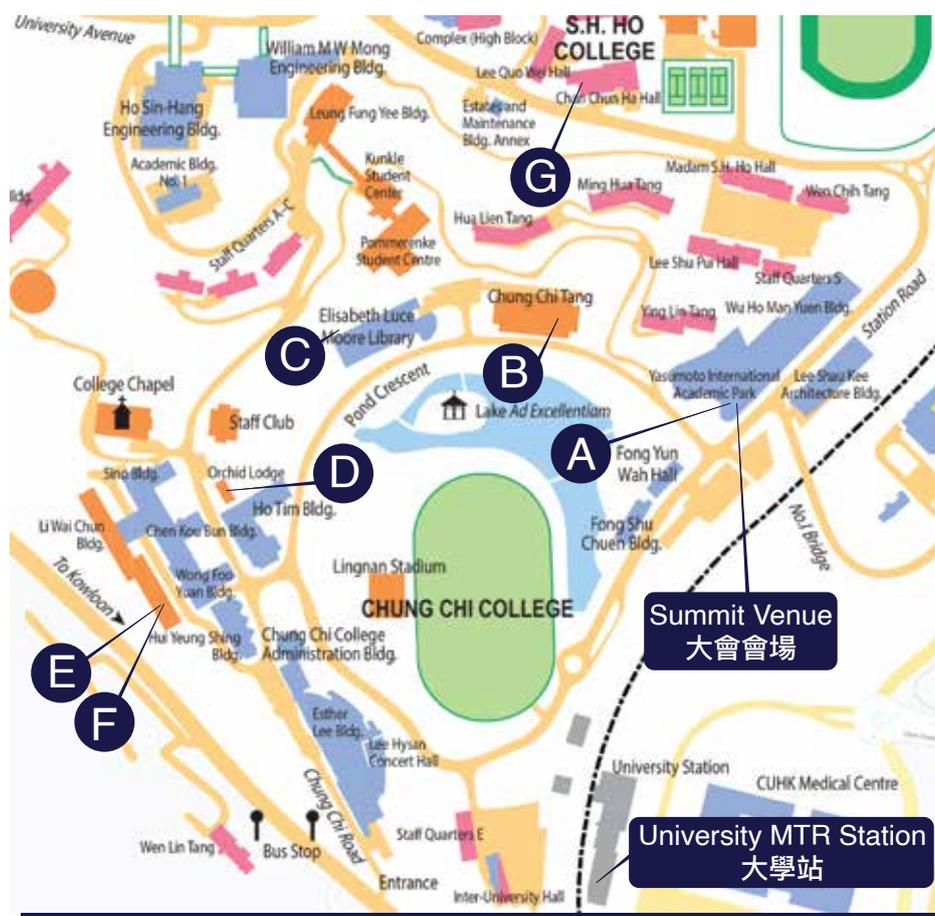 University Avenue
William M W Mong
Engineering Bldg.
Complex (High Block)
S.H. HO
COLLEGE
Lee Quo Wei Hall
Chan Chun Ha Hall
Ho Sin-Hang
Engineering Bldg.
Leung Fung Yee Bldg.
Estates and
Maintenance
Bldg. Annex
Academic Bldg.
No. 1
Kunkle
Student
Center
G
Ming Hua Tang
Madam S.H. Ho Hall
Wen Chih Tang
ldg.
Hua Lien Tang
Staff Quarters A-C
Pommerenke
Student Centre
Lee Shu Pui Hall
Staff Quarters S
Station Road
Elisabeth Luce
Moore Library
Chung Chi Tang
Ying Lin Tang
Wu Ho Man Yuen Bldg.
C
B
College Chapel
Pond Crescent
Yasumoto International
Academic Park
Lee Shau Kee
Architecture Bldg.
Staff Club
Lake Ad Excellentiam
A
Fong Yun
Wah Hall
Sino Bldg.
Orchid Lodge
D
Ho Tim Bldg.
Li Wai Chun
Bldg.
Chen Kou Bun Bldg.
Fong Shu
Chuen Bldg.
No.1 Bridge
To Kowloon
Wong Foo
Yuan Bldg.
Lingnan Stadium
CHUNG CHI COLLEGE
Summit Venue
大會會場
Hui Yeung Shing
Bldg.
Chung Chi College
Administration Bldg.
E
F
Esther
Lee Bldg.
Lee Hysan
Concert Hall
University Station
CUHK Medical Centre
Chung Chi Road
Wen Lin Tang
Bus Stop
Staff Quarters E
University MTR Station
大學站
Entrance
Inter-University Hall